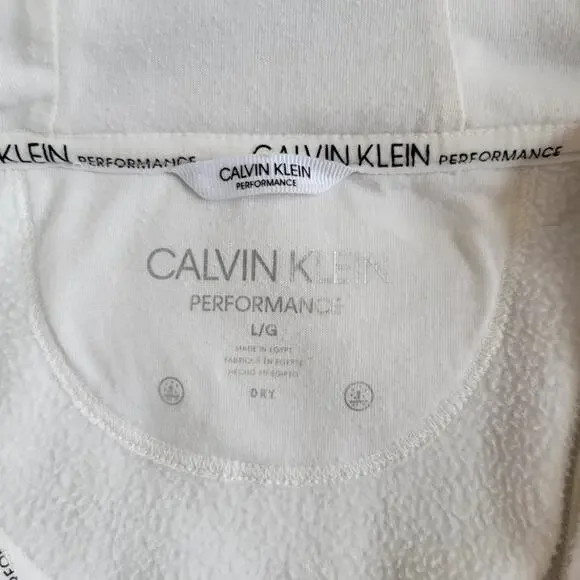 KLEIN PERFORMANCE CALVIN KLEIN PERFORMANCE
CALVIN KLEIN
PERFORMANCE
CALVIN KLEIN
PERFORMANCE
L/G
MADE IN EGYPT
FABRIQUÉ EN EGYPTE
HECHO EN EGIPTO
DRY